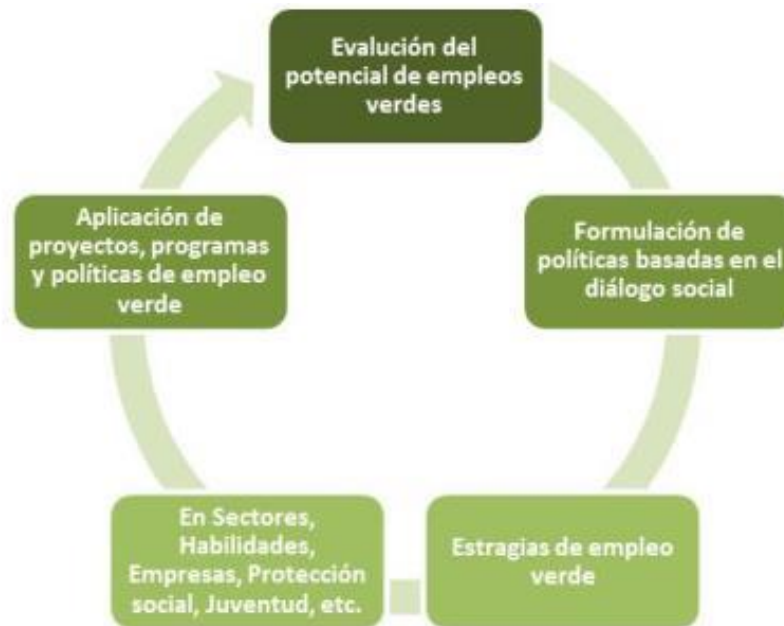 Evalución del
potencial de empleos
verdes
Formulación de
políticas basadas en el
diálogo social
Estragias de empleo
verde
En Sectores,
Habilidades,
Empresas, Protección
social, Juventud, etc.
Aplicación de
proyectos, programas
y políticas de empleo
verde